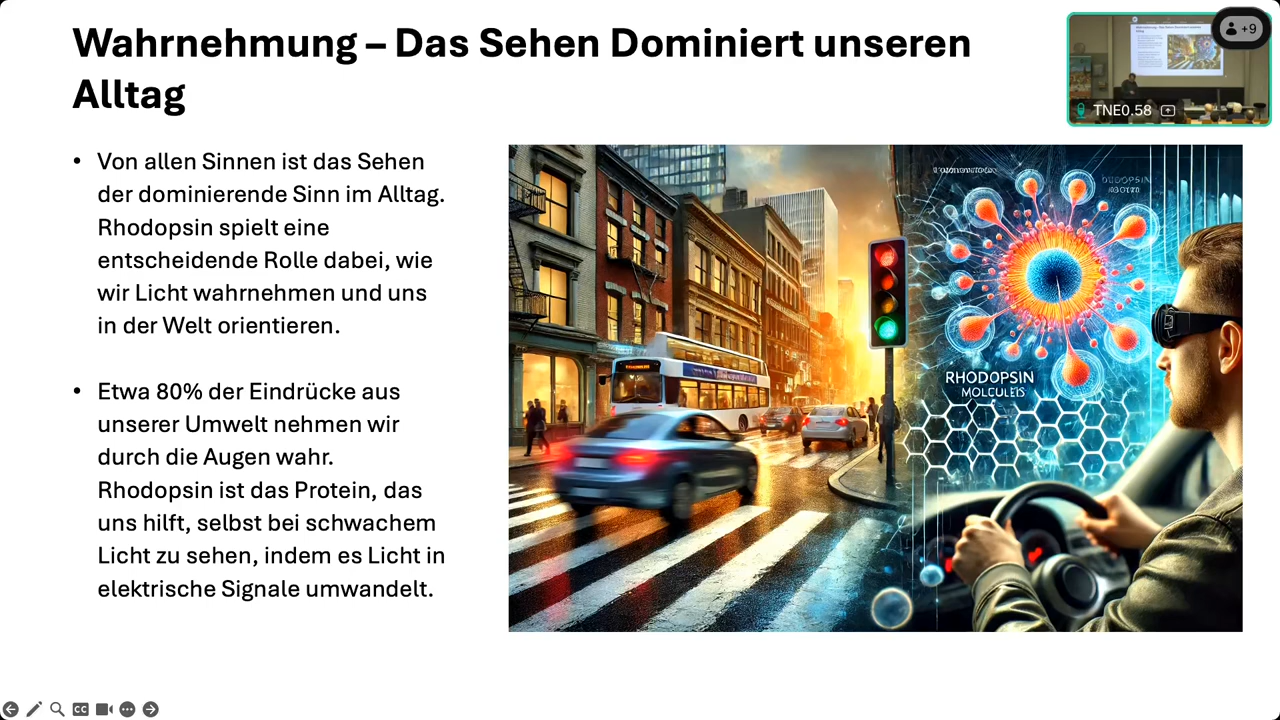 Wahrnehmung – Das Sehen Dominiert unseren
Alltag
+9
TNE0.58
• Von allen Sinnen ist das Sehen
der dominierende Sinn im Alltag.
Rhodopsin spielt eine
entscheidende Rolle dabei, wie
wir Licht wahrnehmen und uns
in der Welt orientieren.
• Etwa 80% der Eindrücke aus
unserer Umwelt nehmen wir
durch die Augen wahr.
Rhodopsin ist das Protein, das
uns hilft, selbst bei schwachem
Licht zu sehen, indem es Licht in
elektrische Signale umwandelt.
RHODOPSIN
MOLCULEIS
CC